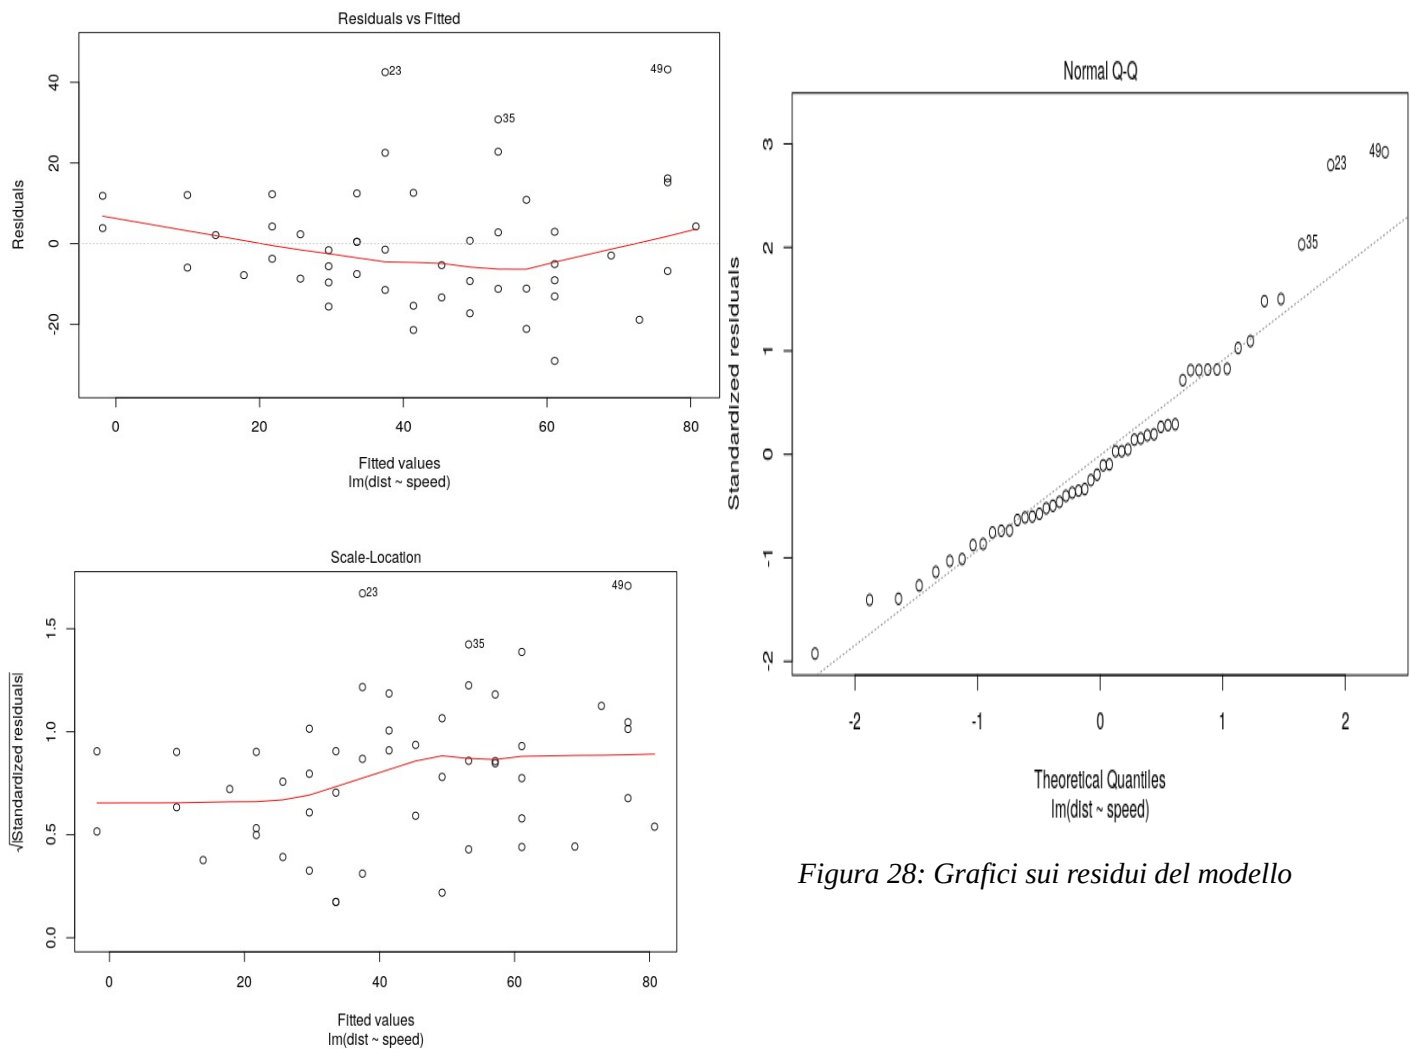 Residuals vs Fitted
Residuals
40
20
0
-20
23
49
35
0 20 40 60 80
Fitted values
lm(dist ~ speed)
Normal Q-Q
Standardized residuals
3
2
1
0
-1
-2
23
49
35
-2 -1 0 1 2
Theoretical Quantiles
lm(dist ~ speed)
Figura 28: Grafici sui residui del modello
Scale-Location
√|Standardized residuals|
1.5
1.0
0.5
0.0
23
49
35
0 20 40 60 80
Fitted values
lm(dist ~ speed)